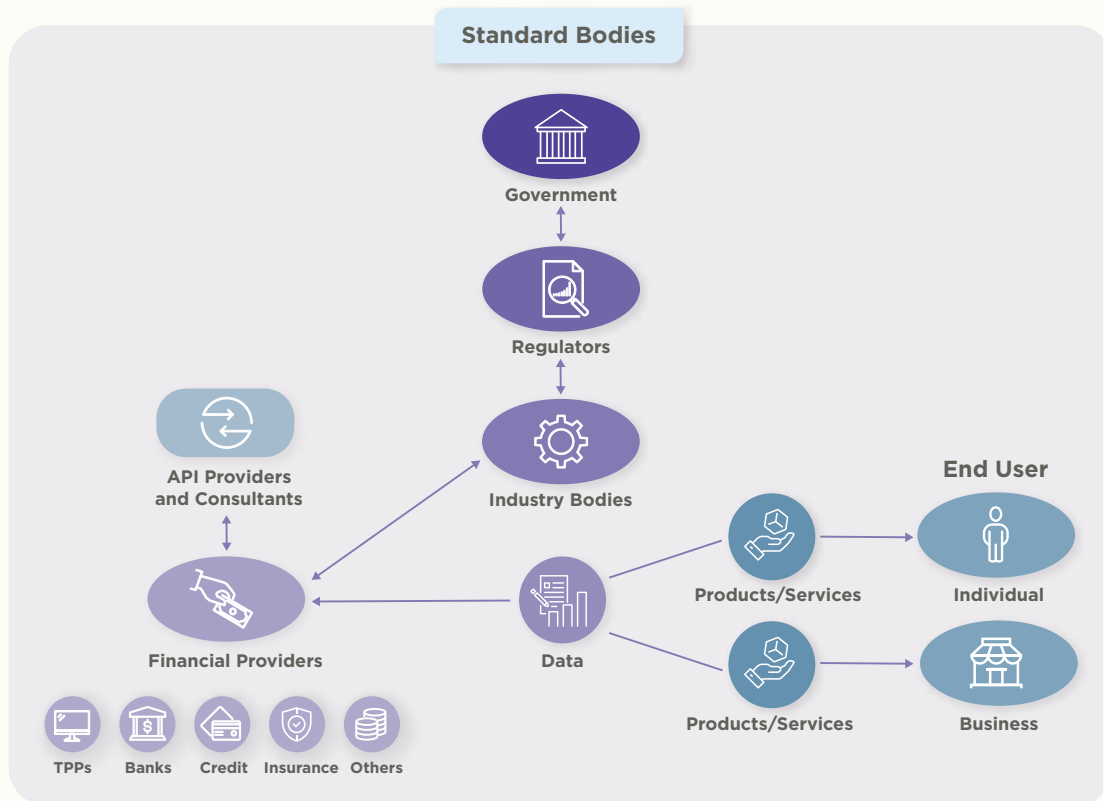 Standard Bodies
Government
Regulators
API Providers
and Consultants
Industry Bodies
End User
Products/Services
Individual
Financial Providers
Data
Products/Services
Business
TPPs
Banks
Credit
Insurance
Others
$